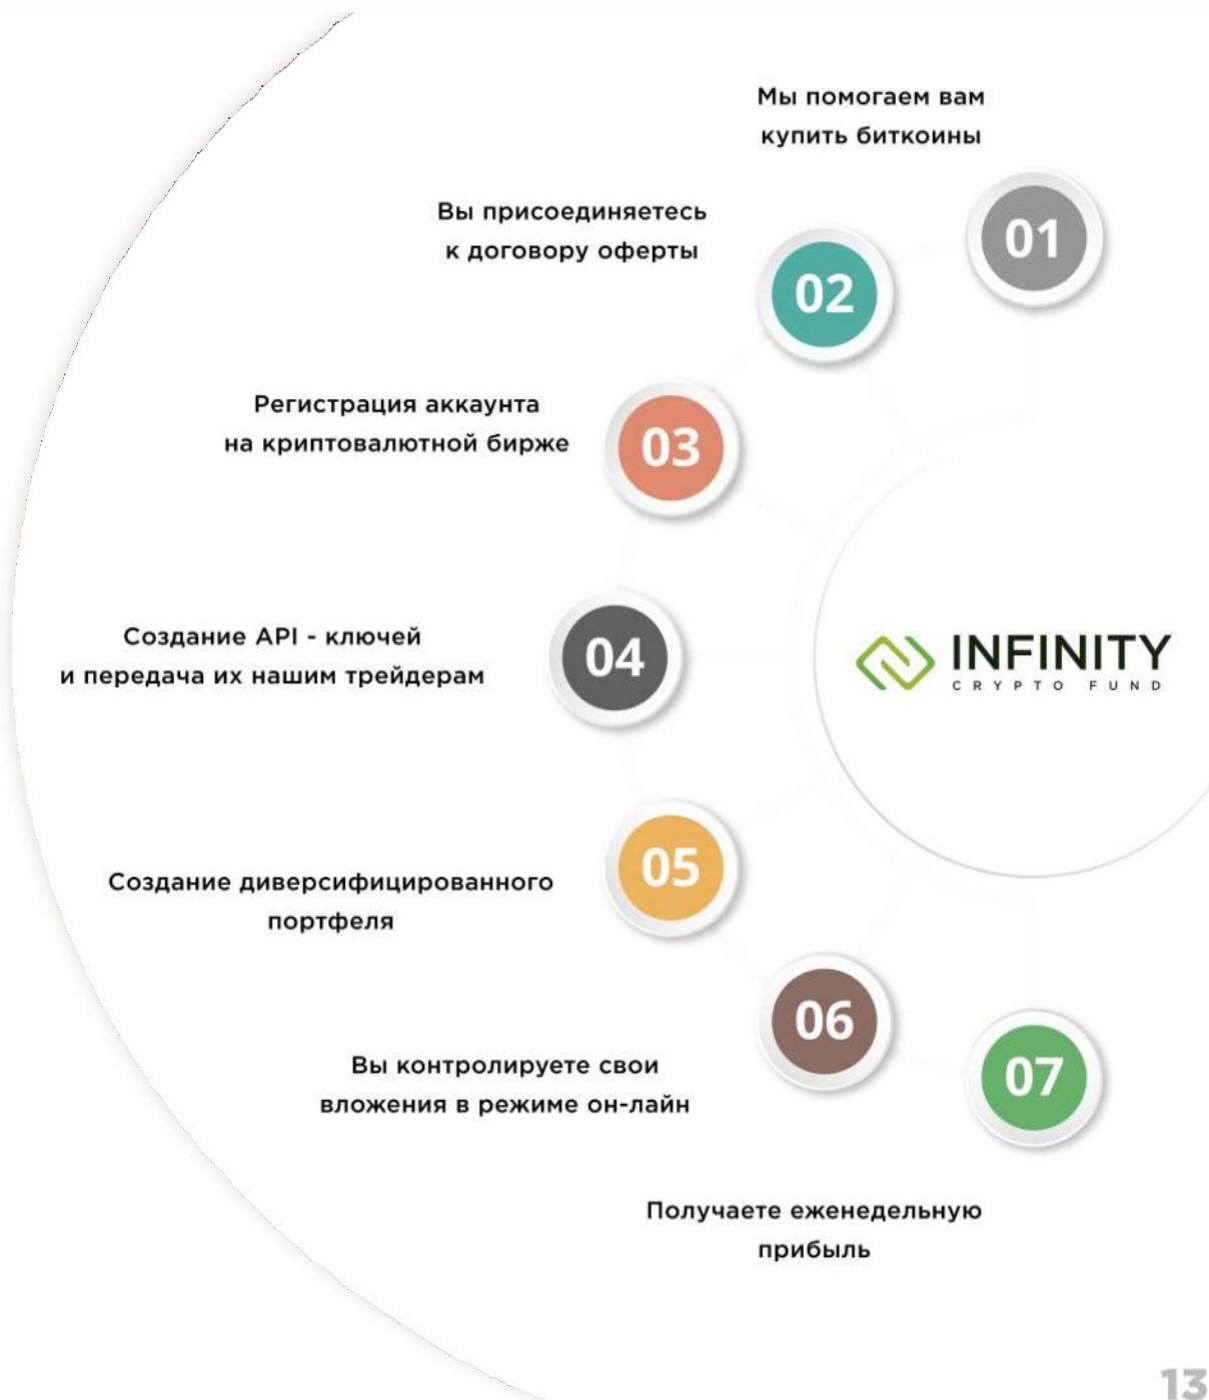 Мы помогаем вам
купить биткоины
01
Вы присоединяетесь
к договору оферты
02
Регистрация аккаунта
на криптовалютной бирже
03
Создание API - ключей
и передача их нашим трейдерам
04
INFINITY
CRYPTO FUND
Создание диверсифицированного
портфеля
05
Вы контролируете свои
вложения в режиме он-лайн
06
07
Получаете еженедельную
прибыль
13